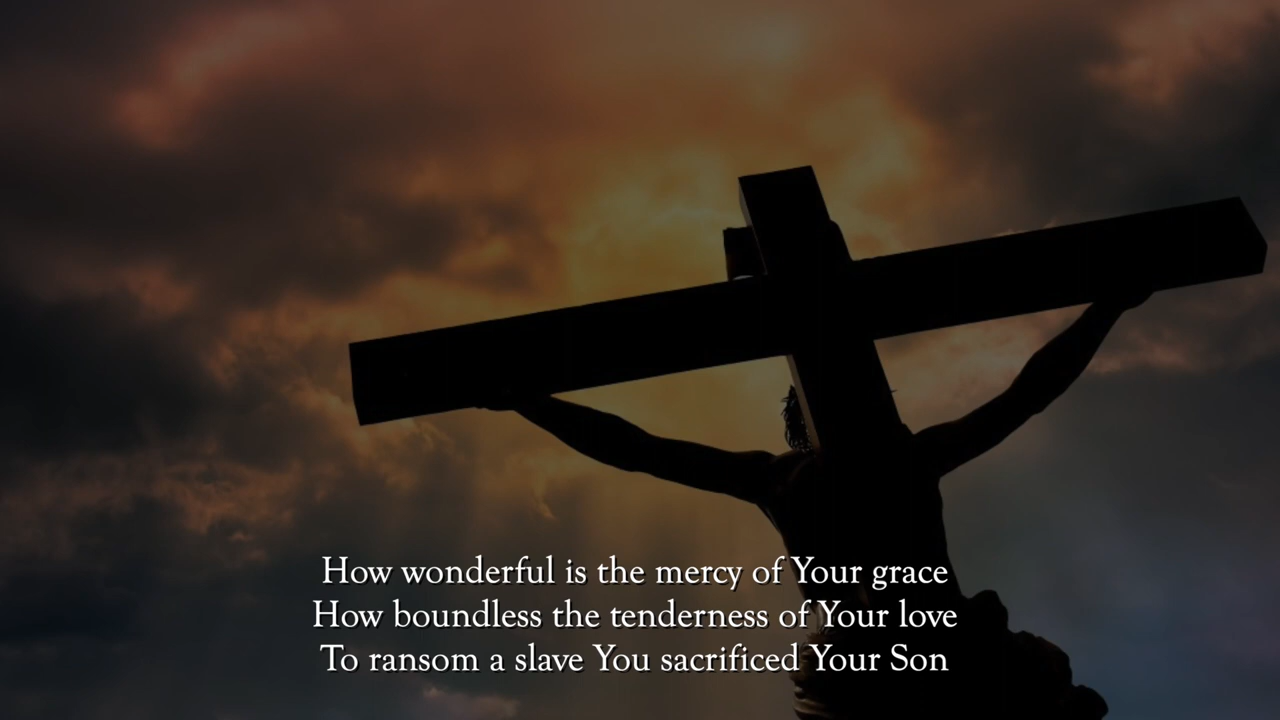 How wonderful is the mercy of Your grace
How boundless the tenderness of Your love
To ransom a slave You sacrificed Your Son